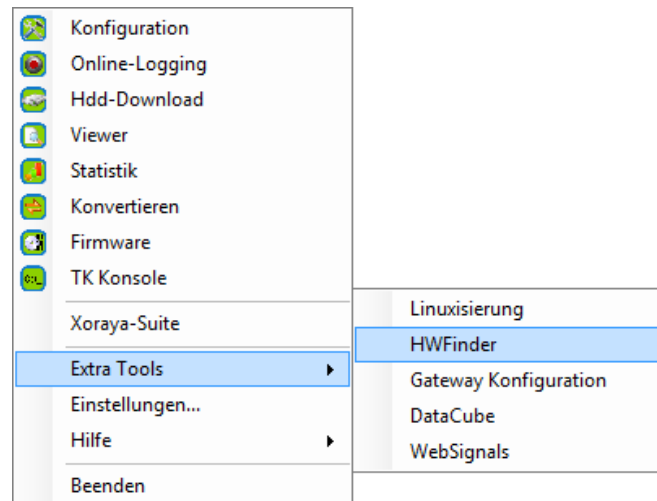 Konfiguration
Online-Logging
Hdd-Download
Viewer
Statistik
Konvertieren
Firmware
TK Konsole
Xoraya-Suite
Extra Tools
Einstellungen...
Hilfe
Beenden
Linuxisierung
HWFinder
Gateway Konfiguration
DataCube
WebSignals